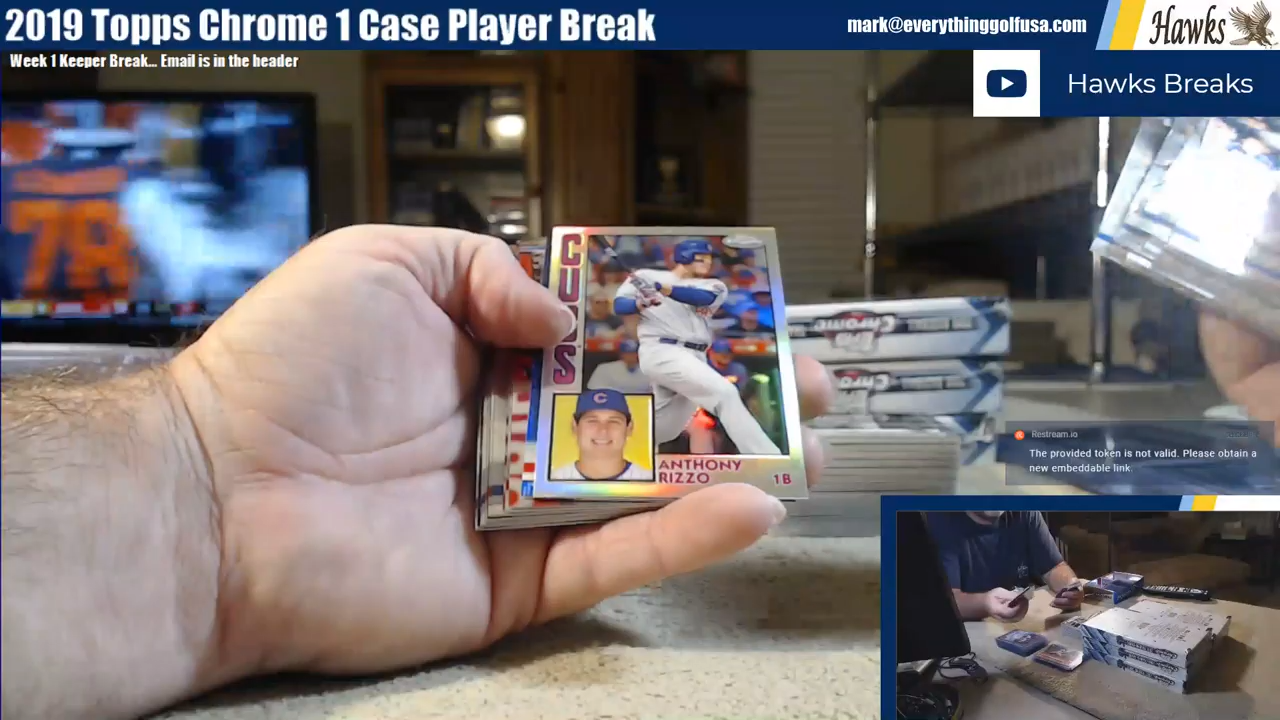 2019 Topps Chrome 1 Case Player Break
mark@everythinggolfusa.com
Hawks
Week 1 Keeper Break... Email is in the header
Hawks Breaks
78
CUBS
C
ANTHONY
RIZZO
1B
Chrome
Chrome
Restream.io
The provided token is not valid. Please obtain a
new embeddable link.